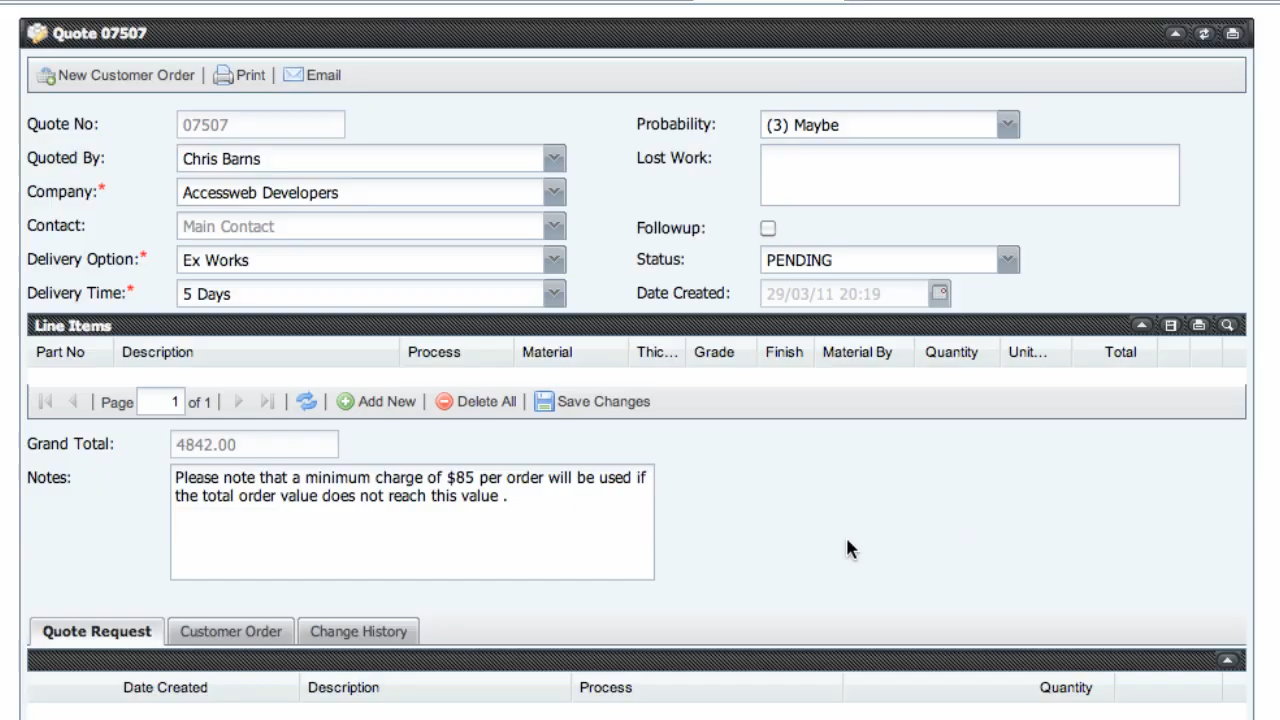 Quote 07507
New Customer Order | Print | Email
Quote No: 07507
Probability: (3) Maybe
Quoted By: Chris Barns
Lost Work:
Company:* Accessweb Developers
Contact: Main Contact
Followup:
Delivery Option:* Ex Works
Status: PENDING
Delivery Time:* 5 Days
Date Created: 29/03/11 20:19
Line Items
Part No Description Process Material Thic... Grade Finish Material By Quantity Unit... Total
Page 1 of 1 | Add New | Delete All | Save Changes
Grand Total: 4842.00
Notes: Please note that a minimum charge of $85 per order will be used if
the total order value does not reach this value .
Quote Request Customer Order Change History
Date Created Description Process Quantity